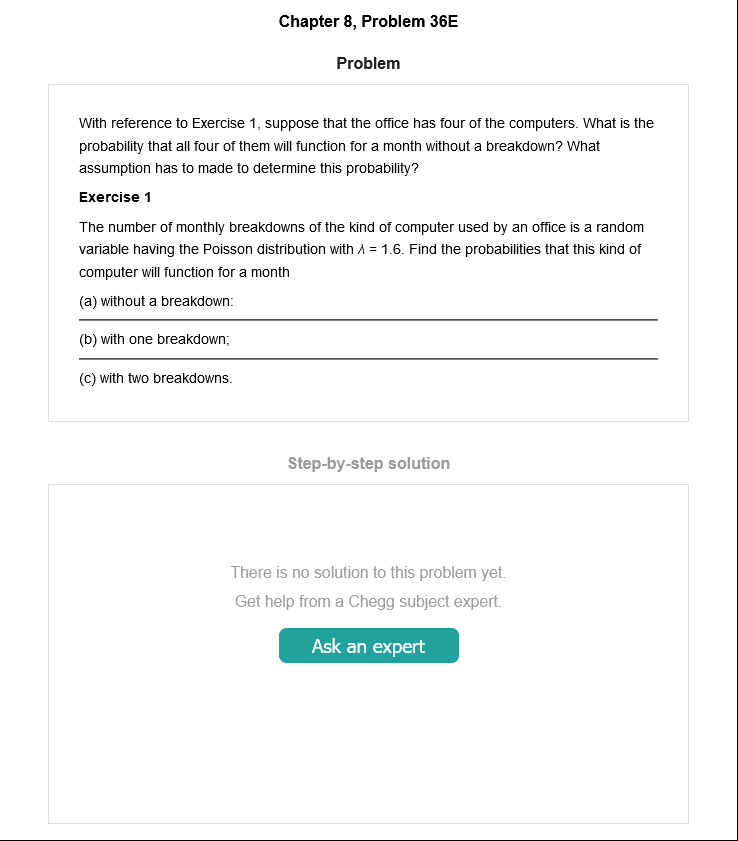 Chapter 8, Problem 36E
Problem
With reference to Exercise 1, suppose that the office has four of the computers. What is the
probability that all four of them will function for a month without a breakdown? What
assumption has to made to determine this probability?
Exercise 1
The number of monthly breakdowns of the kind of computer used by an office is a random
variable having the Poisson distribution with λ = 1.6. Find the probabilities that this kind of
computer will function for a month
(a) without a breakdown:
(b) with one breakdown;
(c) with two breakdowns.
Step-by-step solution
There is no solution to this problem yet.
Get help from a Chegg subject expert.
Ask an expert